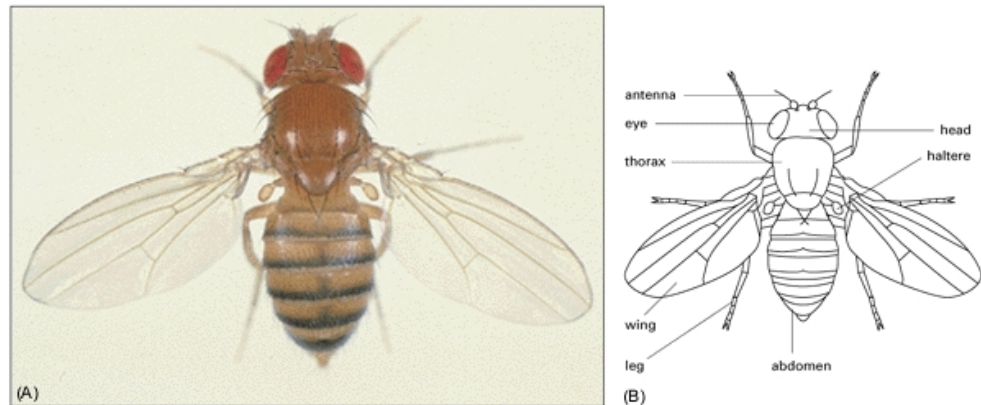 (A)
antenna
eye
head
thorax
haltere
wing
leg
abdomen
(B)